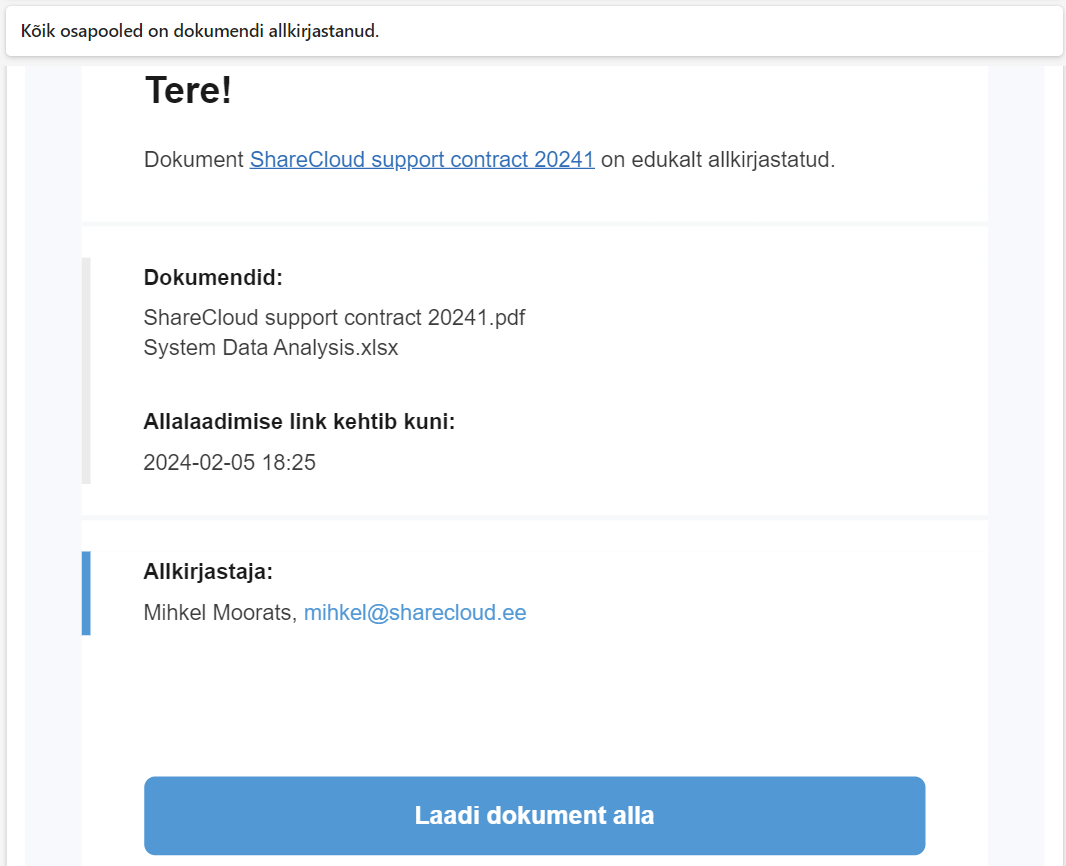 Kõik osapooled on dokumendi allkirjastanud.
Tere!
Dokument ShareCloud support contract 20241 on edukalt allkirjastatud.
Dokumendid:
ShareCloud support contract 20241.pdf
System Data Analysis.xlsx
Allalaadimise link kehtib kuni:
2024-02-05 18:25
Allkirjastaja:
Mihkel Moorats, mihkel@sharecloud.ee
Laadi dokument alla